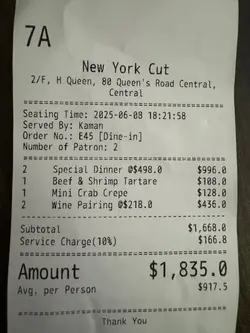 7A
New York Cut
2/F, H Queen, 80 Queen's Road Central,
Central
Seating Time: 2025-06-08 18:21:58
Served By: Kaman
Order No.: E45 [Dine-in]
Number of Patron: 2
2 Special Dinner @$498.0 $996.0
1 Beef & Shrimp Tartare $108.0
1 Mini Crab Crepe $128.0
2 Wine Pairing @$218.0 $436.0
Subtotal $1,668.0
Service Charge(10%) $166.8
Amount $1,835.0
Avg. per Person $917.5
Thank You